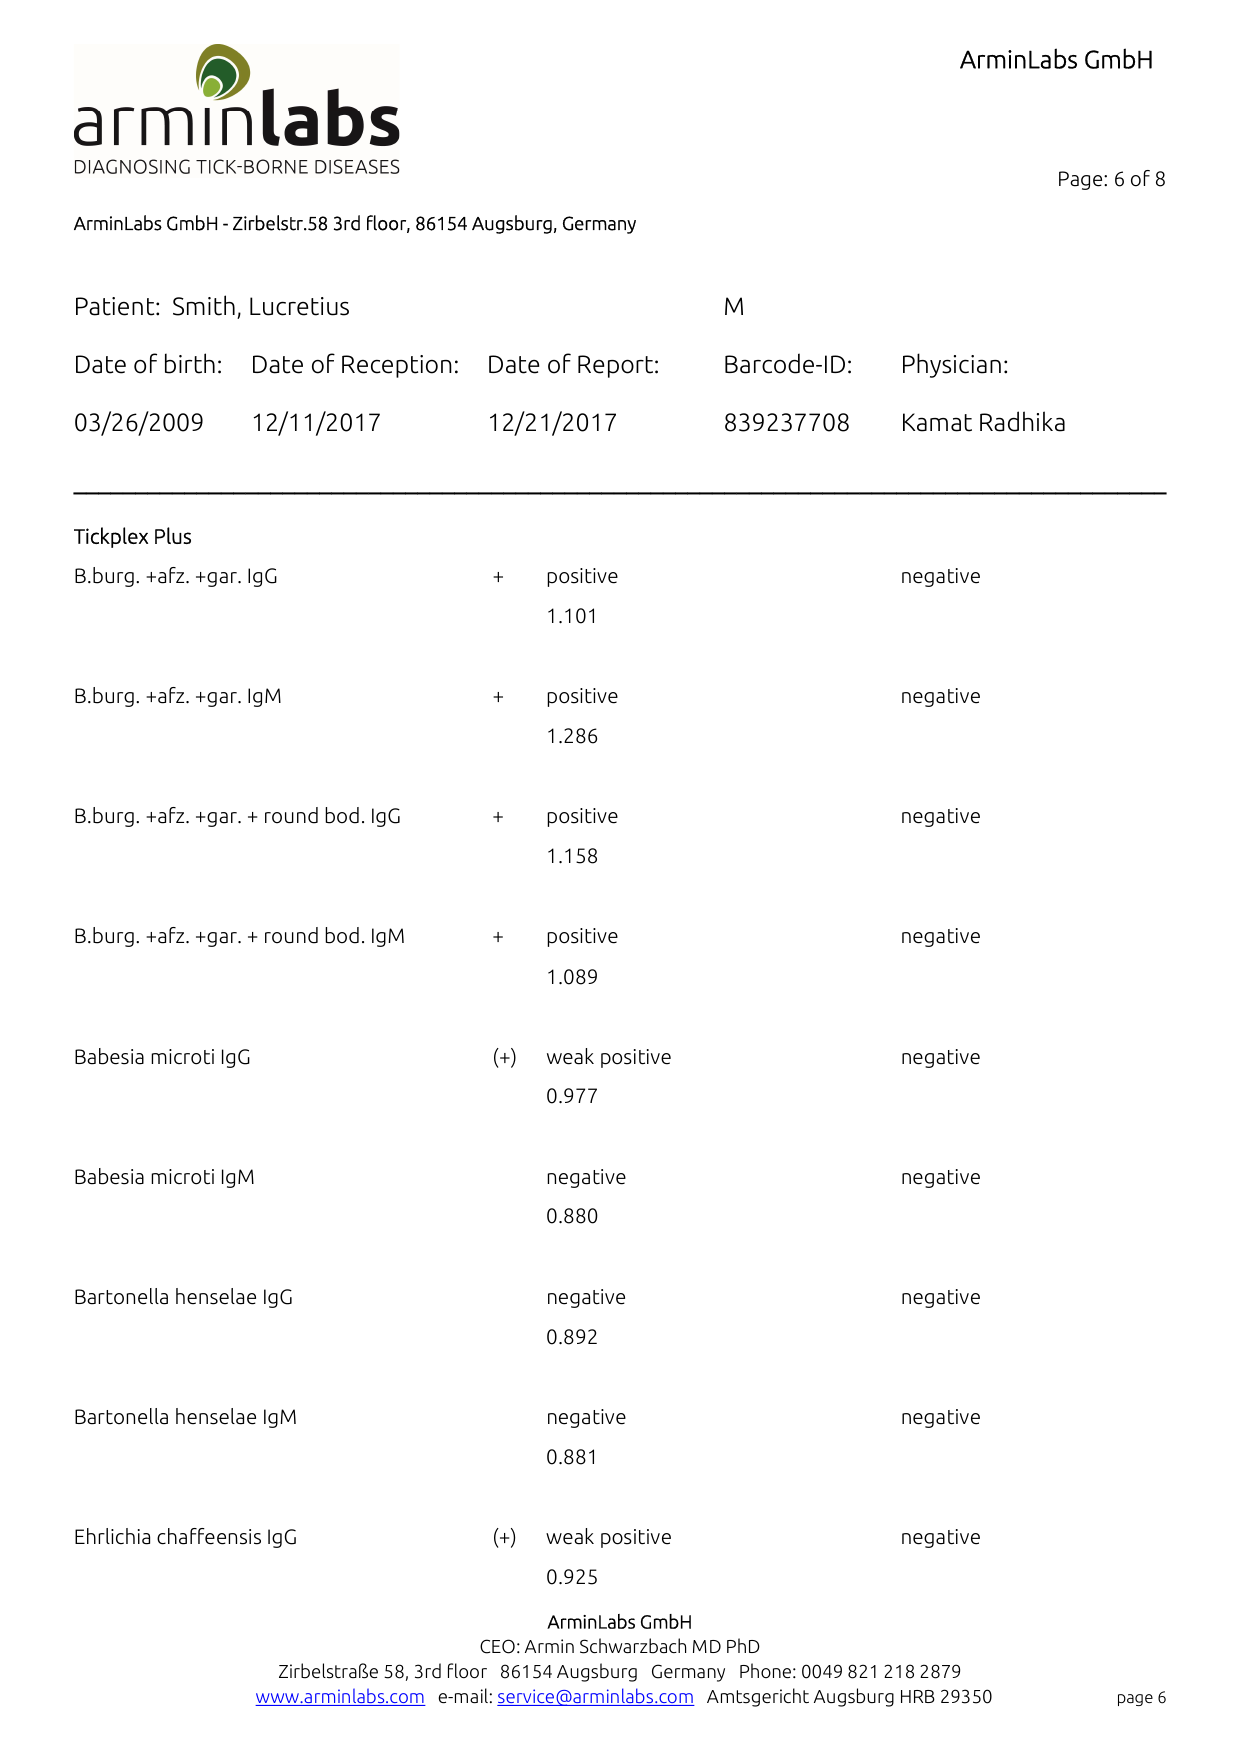 arminlabs
DIAGNOSING TICK-BORNE DISEASES
ArminLabs GmbH
Page: 6 of 8
ArminLabs GmbH - Zirbelstr.58 3rd floor, 86154 Augsburg, Germany
Patient: Smith, Lucretius M
Date of birth: Date of Reception: Date of Report: Barcode-ID: Physician:
03/26/2009 12/11/2017 12/21/2017 839237708 Kamat Radhika
Tickplex Plus
B.burg. +afz. +gar. IgG + positive negative
1.101
B.burg. +afz. +gar. IgM + positive negative
1.286
B.burg. +afz. +gar. + round bod. IgG + positive negative
1.158
B.burg. +afz. +gar. + round bod. IgM + positive negative
1.089
Babesia microti IgG (+) weak positive negative
0.977
Babesia microti IgM negative negative
0.880
Bartonella henselae IgG negative negative
0.892
Bartonella henselae IgM negative negative
0.881
Ehrlichia chaffeensis IgG (+) weak positive negative
0.925
ArminLabs GmbH
CEO: Armin Schwarzbach MD PhD
Zirbelstraße 58, 3rd floor 86154 Augsburg Germany Phone: 0049 821 218 2879
www.arminlabs.com e-mail: service@arminlabs.com Amtsgericht Augsburg HRB 29350 page 6